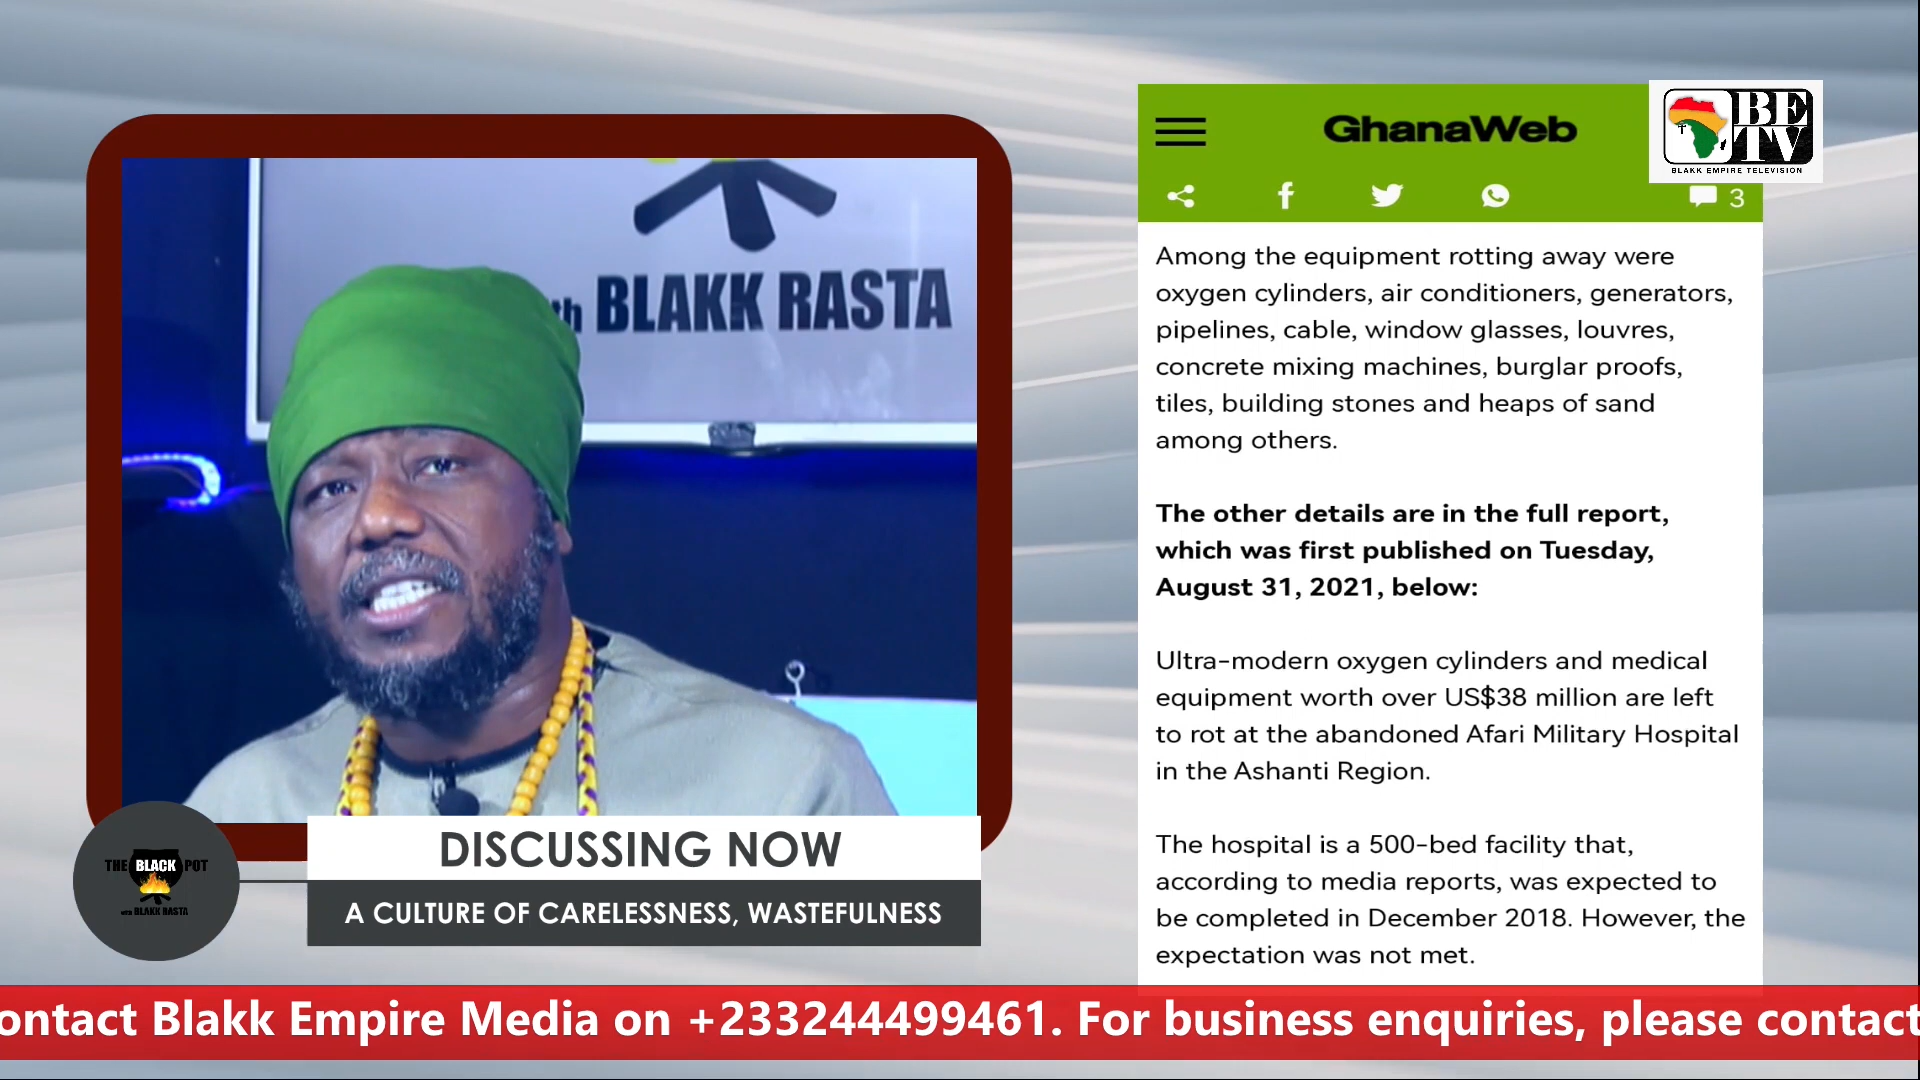 th BLAKK RASTA
GhanaWeb
BE
TV
BLAKK EMPIRE TELEVISION
3
Among the equipment rotting away were
oxygen cylinders, air conditioners, generators,
pipelines, cable, window glasses, louvres,
concrete mixing machines, burglar proofs,
tiles, building stones and heaps of sand
among others.
The other details are in the full report,
which was first published on Tuesday,
August 31, 2021, below:
Ultra-modern oxygen cylinders and medical
equipment worth over US$38 million are left
to rot at the abandoned Afari Military Hospital
in the Ashanti Region.
The hospital is a 500-bed facility that,
according to media reports, was expected to
be completed in December 2018. However, the
expectation was not met.
THE BLACK POT
with BLAKK RASTA
DISCUSSING NOW
A CULTURE OF CARELESSNESS, WASTEFULNESS
ontact Blakk Empire Media on +233244499461. For business enquiries, please contact